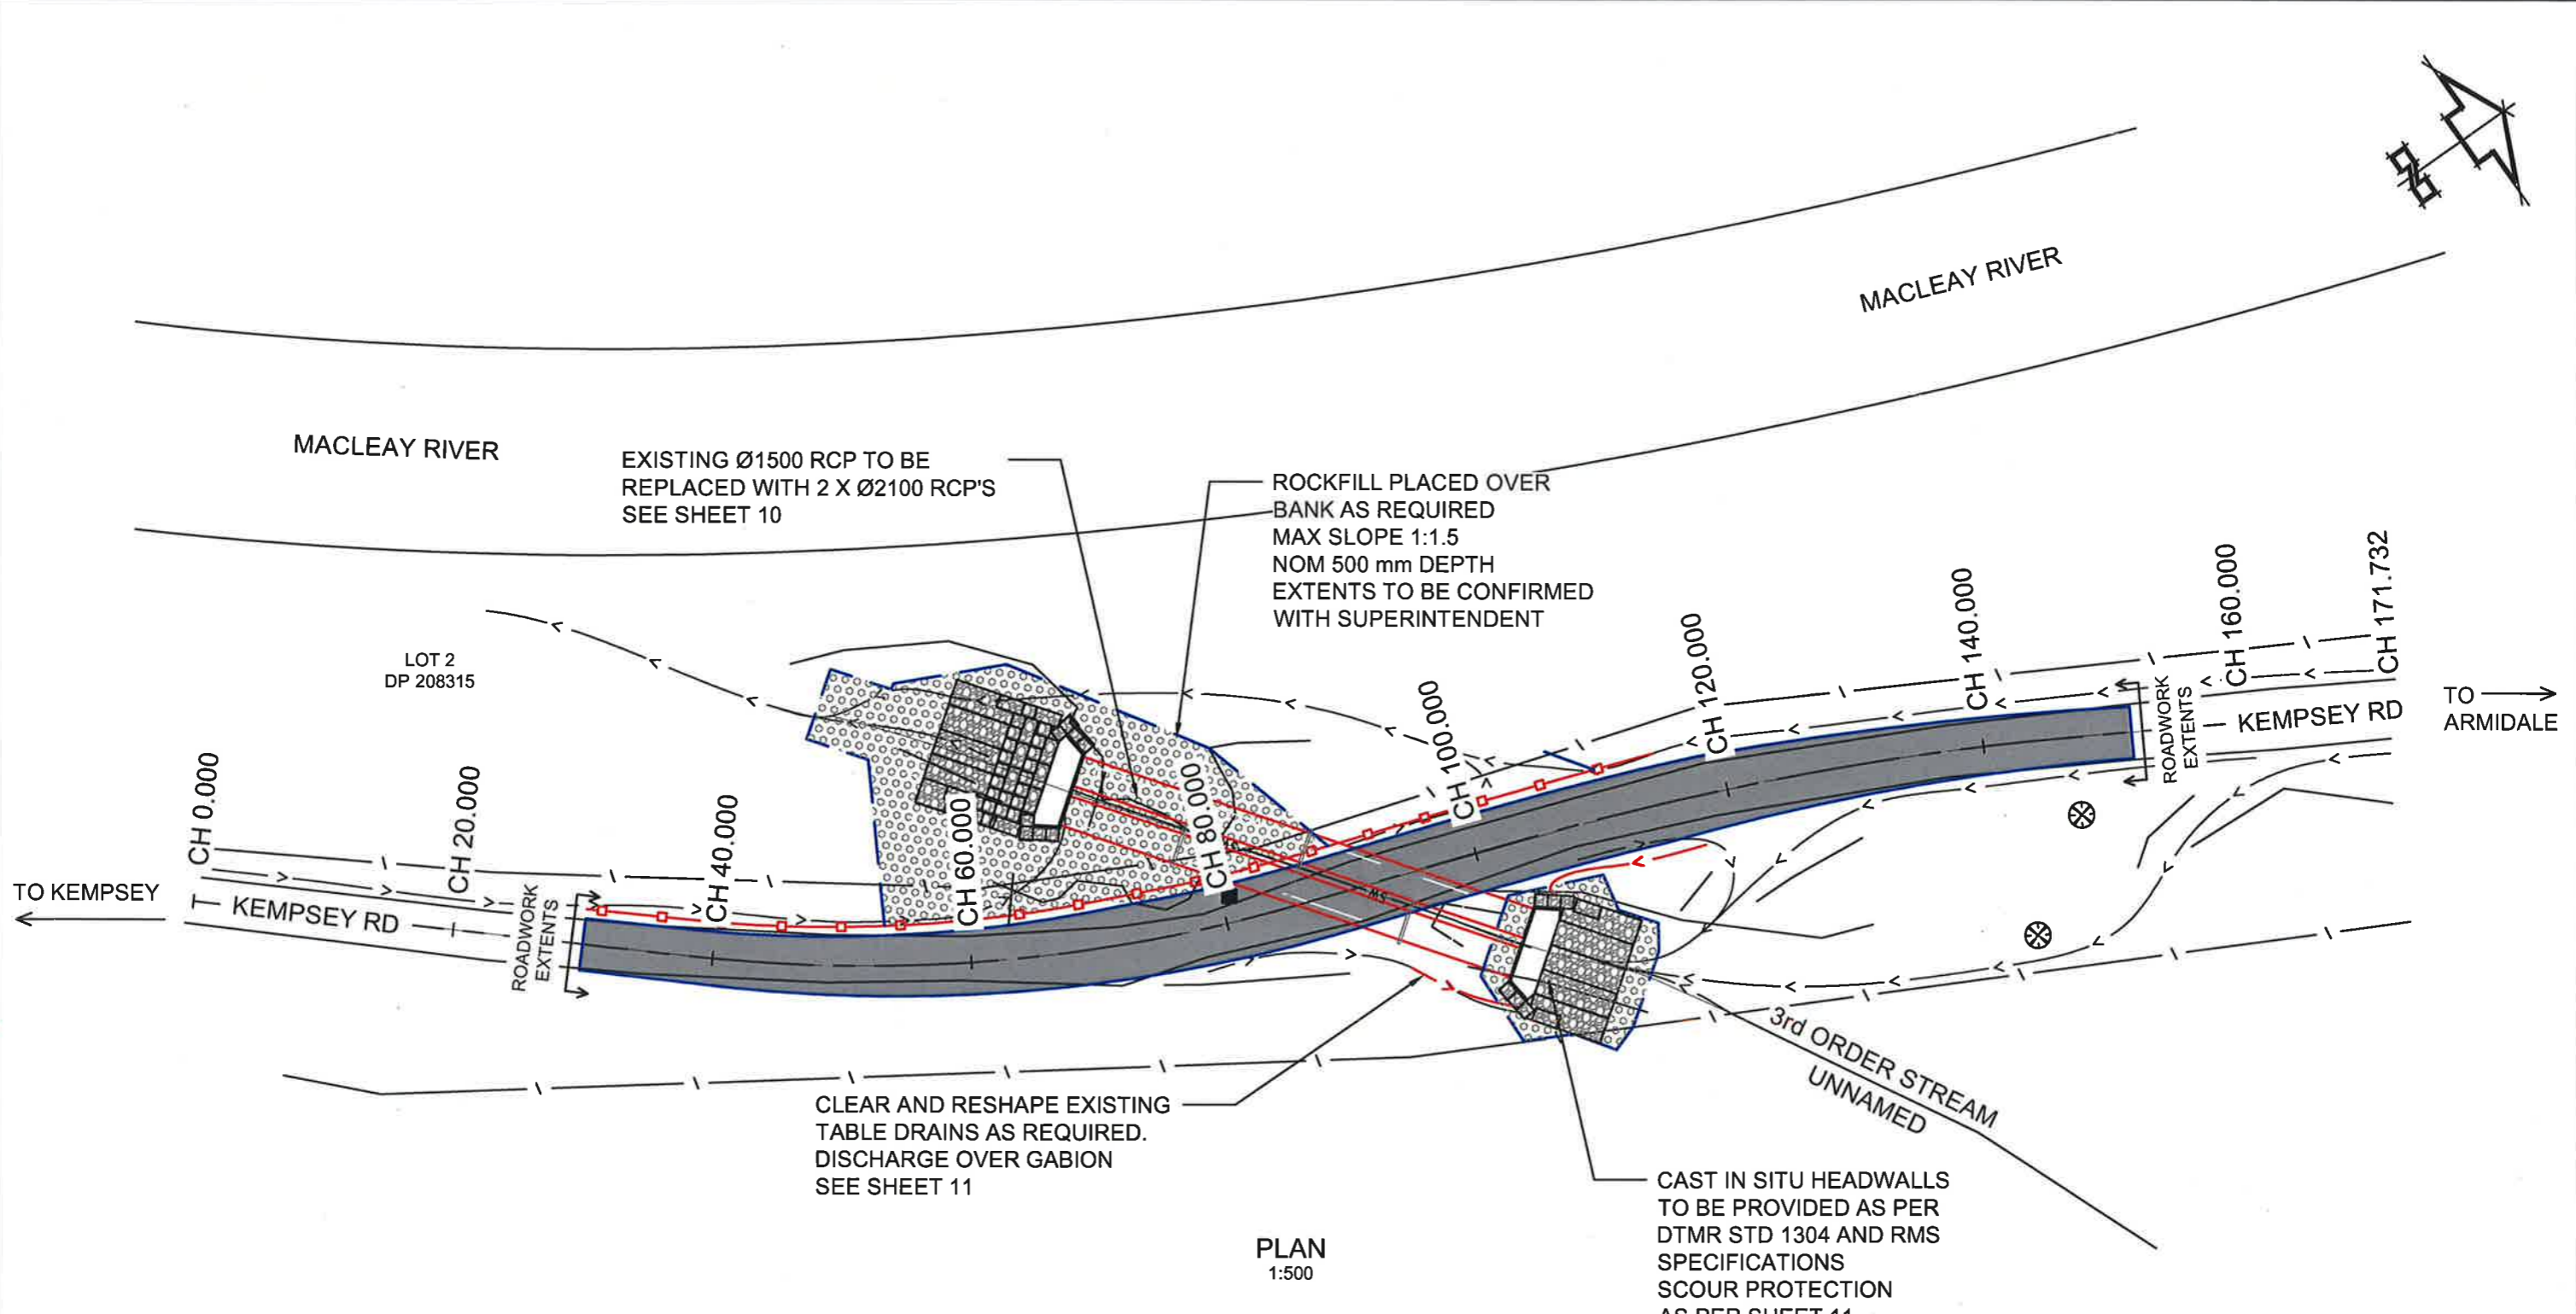 MACLEAY RIVER
MACLEAY RIVER
EXISTING Ø1500 RCP TO BE
REPLACED WITH 2 X Ø2100 RCP'S
SEE SHEET 10
ROCKFILL PLACED OVER
BANK AS REQUIRED
MAX SLOPE 1:1.5
NOM 500 mm DEPTH
EXTENTS TO BE CONFIRMED
WITH SUPERINTENDENT
LOT 2
DP 208315
CH 0.000
CH 20.000
CH 40.000
CH 60.000
CH 80.000
CH 100.000
CH 120.000
CH 140.000
CH 160.000
CH 171.732
TO KEMPSEY
KEMPSEY RD
ROADWORK
EXTENTS
ROADWORK
EXTENTS
KEMPSEY RD
TO
ARMIDALE
SW
SW
3rd ORDER STREAM
UNNAMED
CLEAR AND RESHAPE EXISTING
TABLE DRAINS AS REQUIRED.
DISCHARGE OVER GABION
SEE SHEET 11
CAST IN SITU HEADWALLS
TO BE PROVIDED AS PER
DTMR STD 1304 AND RMS
SPECIFICATIONS
SCOUR PROTECTION
AS PER SHEET 11
PLAN
1:500
N